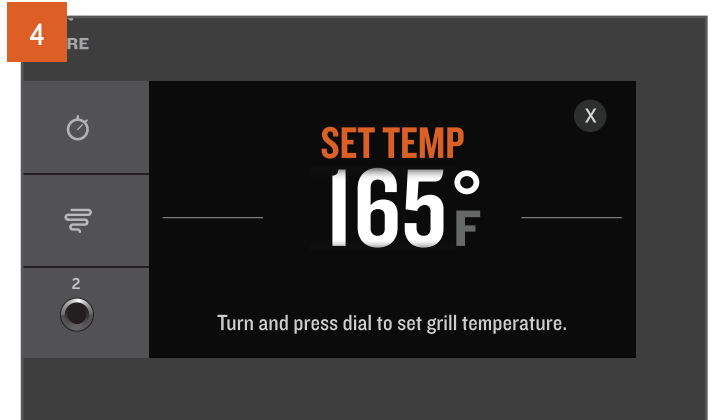 4
RE
X
SET TEMP
165°F
2
Turn and press dial to set grill temperature.